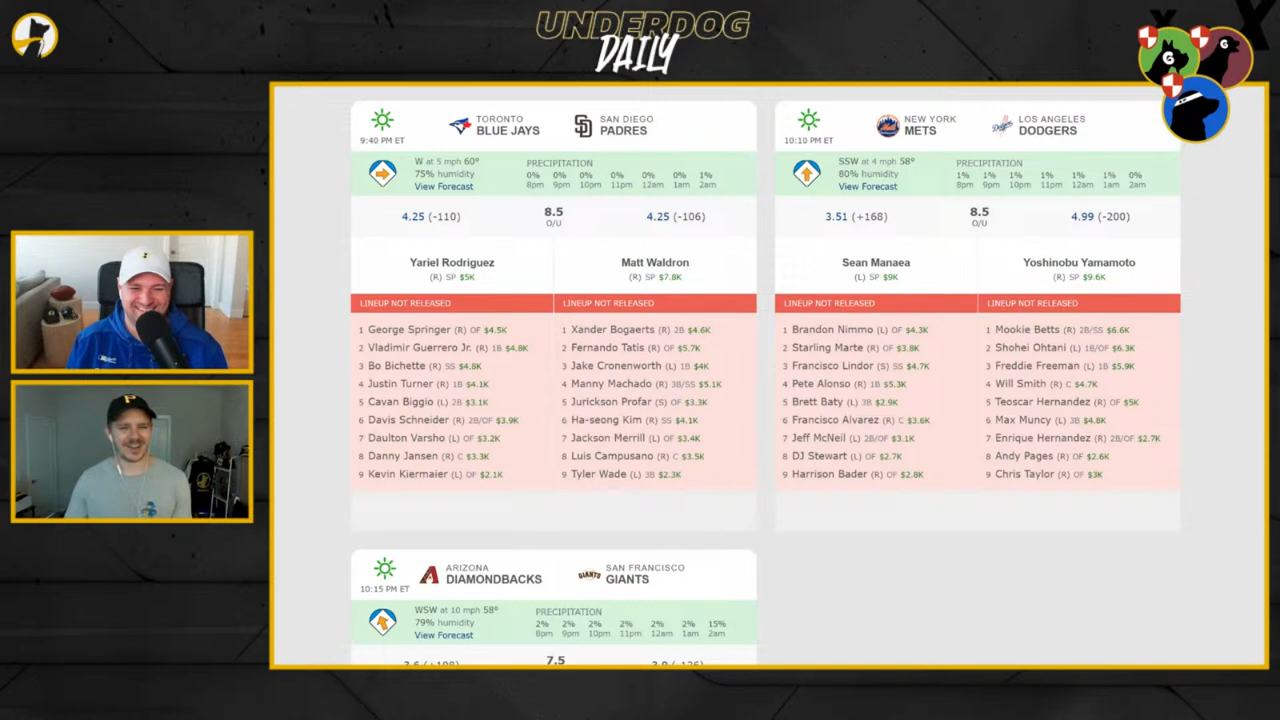 UNDERDOG
DAILY
9:40 PM ET
TORONTO
BLUE JAYS
SAN DIEGO
PADRES
W at 5 mph 60°
75% humidity
View Forecast
PRECIPITATION
0% 0% 0% 0% 0% 0% 1%
8pm 9pm 10pm 11pm 12am 1am 2am
4.25 (-110)
8.5
O/U
4.25 (-106)
Yariel Rodriguez
(R) SP $5K
Matt Waldron
(R) SP $7.8K
LINEUP NOT RELEASED
1 George Springer (R) OF $4.5K
2 Vladimir Guerrero Jr. (R) 1B $4.8K
3 Bo Bichette (R) SS $4.8K
4 Justin Turner (R) 1B $4.1K
5 Cavan Biggio (L) 2B $3.1K
6 Davis Schneider (R) 2B/OF $3.9K
7 Daulton Varsho (L) OF $3.2K
8 Danny Jansen (R) C $3.3K
9 Kevin Kiermaier (L) OF $2.1K
LINEUP NOT RELEASED
1 Xander Bogaerts (R) 2B $4.6K
2 Fernando Tatis (R) OF $5.7K
3 Jake Cronenworth (L) 1B $4K
4 Manny Machado (R) 3B/SS $5.1K
5 Jurickson Profar (S) OF $3.3K
6 Ha-seong Kim (R) SS $4.1K
7 Jackson Merrill (L) OF $3.4K
8 Luis Campusano (R) C $3.5K
9 Tyler Wade (L) 3B $2.3K
10:10 PM ET
NEW YORK
METS
LOS ANGELES
DODGERS
SSW at 4 mph 58°
80% humidity
View Forecast
PRECIPITATION
1% 1% 1% 1% 1% 1% 0%
8pm 9pm 10pm 11pm 12am 1am 2am
3.51 (+168)
8.5
O/U
4.99 (-200)
Sean Manaea
(L) SP $9K
Yoshinobu Yamamoto
(R) SP $9.6K
LINEUP NOT RELEASED
1 Brandon Nimmo (L) OF $4.3K
2 Starling Marte (R) OF $3.8K
3 Francisco Lindor (S) SS $4.7K
4 Pete Alonso (R) 1B $5.3K
5 Brett Baty (L) 3B $2.9K
6 Francisco Alvarez (R) C $3.6K
7 Jeff McNeil (L) 2B/OF $3.1K
8 DJ Stewart (L) OF $2.7K
9 Harrison Bader (R) OF $2.8K
LINEUP NOT RELEASED
1 Mookie Betts (R) 2B/SS $6.6K
2 Shohei Ohtani (L) 1B/OF $6.3K
3 Freddie Freeman (L) 1B $5.9K
4 Will Smith (R) C $4.7K
5 Teoscar Hernandez (R) OF $5K
6 Max Muncy (L) 3B $4.8K
7 Enrique Hernandez (R) 2B/OF $2.7K
8 Andy Pages (R) OF $2.6K
9 Chris Taylor (R) OF $3K
10:15 PM ET
ARIZONA
DIAMONDBACKS
GIANTS
SAN FRANCISCO
GIANTS
WSW at 10 mph 58°
79% humidity
View Forecast
PRECIPITATION
2% 2% 2% 2% 2% 2% 15%
8pm 9pm 10pm 11pm 12am 1am 2am
7.5